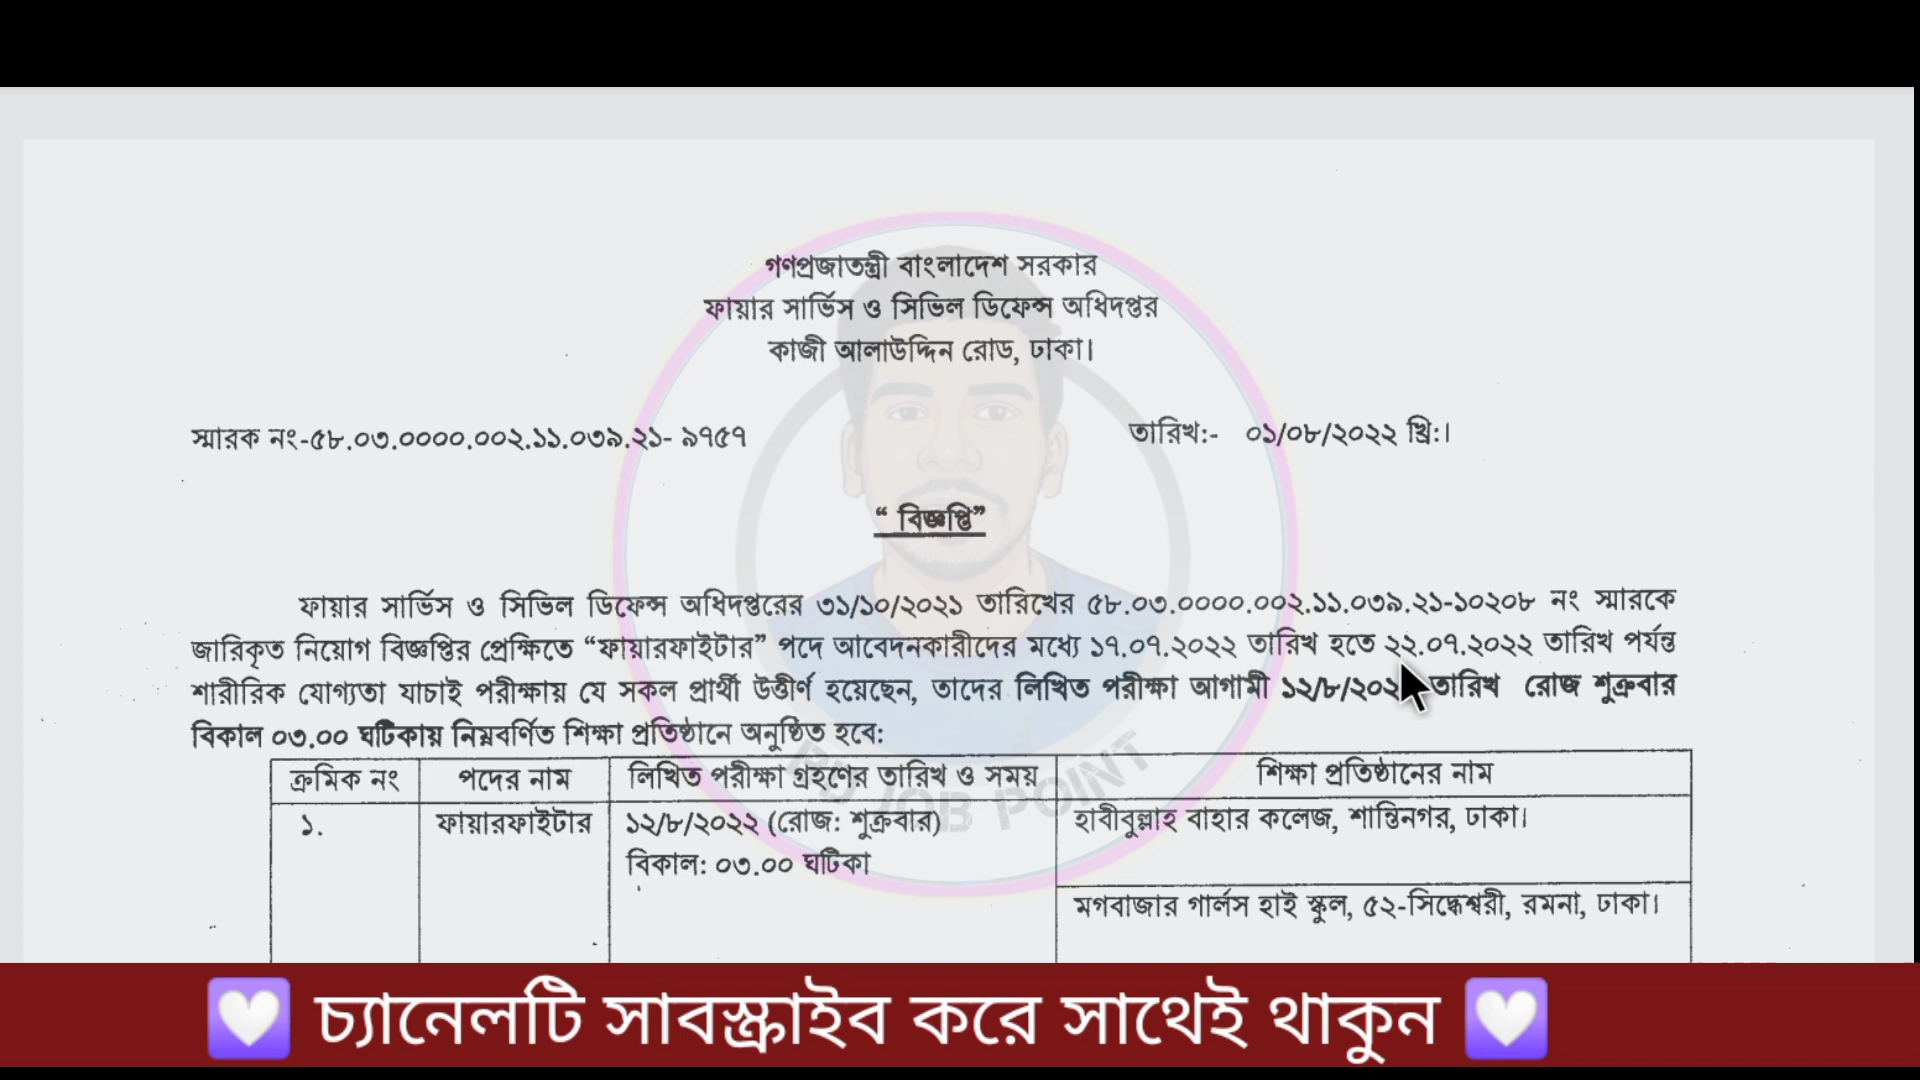 গণপ্রজাতন্ত্রী বাংলাদেশ সরকার
ফায়ার সার্ভিস ও সিভিল ডিফেন্স অধিদপ্তর
কাজী আলাউদ্দিন রোড, ঢাকা।
স্মারক নং-৫৮.০৩.০০০০.০০২.১১.০৩৯.২১- ৯৭৫৭
তারিখ:- ০১/০৮/২০২২ খ্রি:।
“ বিজ্ঞপ্তি”
ফায়ার সার্ভিস ও সিভিল ডিফেন্স অধিদপ্তরের ৩১/১০/২০২১ তারিখের ৫৮.০৩.০০০০.০০২.১১.০৩৯.২১-১০২০৮ নং স্মারকে
জারিকৃত নিয়োগ বিজ্ঞপ্তির প্রেক্ষিতে “ফায়ারফাইটার” পদে আবেদনকারীদের মধ্যে ১৭.০৭.২০২২ তারিখ হতে ২২.০৭.২০২২ তারিখ পর্যন্ত
শারীরিক যোগ্যতা যাচাই পরীক্ষায় যে সকল প্রার্থী উত্তীর্ণ হয়েছেন, তাদের লিখিত পরীক্ষা আগামী ১২/৮/২০২ তারিখ রোজ শুক্রবার
বিকাল ০৩.০০ ঘটিকায় নিম্নবর্ণিত শিক্ষা প্রতিষ্ঠানে অনুষ্ঠিত হবে:
ক্রমিক নং পদের নাম লিখিত পরীক্ষা গ্রহণের তারিখ ও সময় শিক্ষা প্রতিষ্ঠানের নাম
১. ফায়ারফাইটার ১২/৮/২০২২ (রোজ: শুক্রবার) হাবীবুল্লাহ বাহার কলেজ, শান্তিনগর, ঢাকা।
বিকাল: ০৩.০০ ঘটিকা
মগবাজার গার্লস হাই স্কুল, ৫২-সিদ্ধেশ্বরী, রমনা, ঢাকা।
JOB POINT
চ্যানেলটি সাবস্ক্রাইব করে সাথেই থাকুন